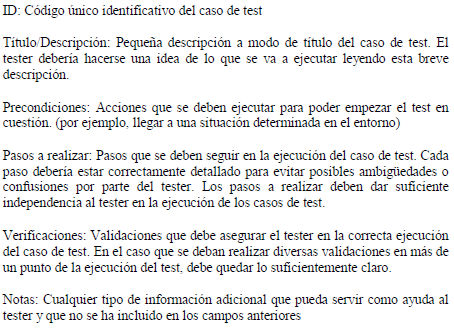 ID: Código único identificativo del caso de test
Título/Descripción: Pequeña descripción a modo de título del caso de test. El
tester debería hacerse una idea de lo que se va a ejecutar leyendo esta breve
descripción.
Precondiciones: Acciones que se deben ejecutar para poder empezar el test en
cuestión. (por ejemplo, llegar a una situación determinada en el entorno)
Pasos a realizar: Pasos que se deben seguir en la ejecución del caso de test. Cada
paso debería estar correctamente detallado para evitar posibles ambigüedades o
confusiones por parte del tester. Los pasos a realizar deben dar suficiente
independencia al tester en la ejecución de los casos de test.
Verificaciones: Validaciones que debe asegurar el tester en la correcta ejecución
del caso de test. En el caso que se deban realizar diversas validaciones en más de
un punto de la ejecución del test, debe quedar lo suficientemente claro.
Notas: Cualquier tipo de información adicional que pueda servir como ayuda al
tester y que no se ha incluido en los campos anteriores